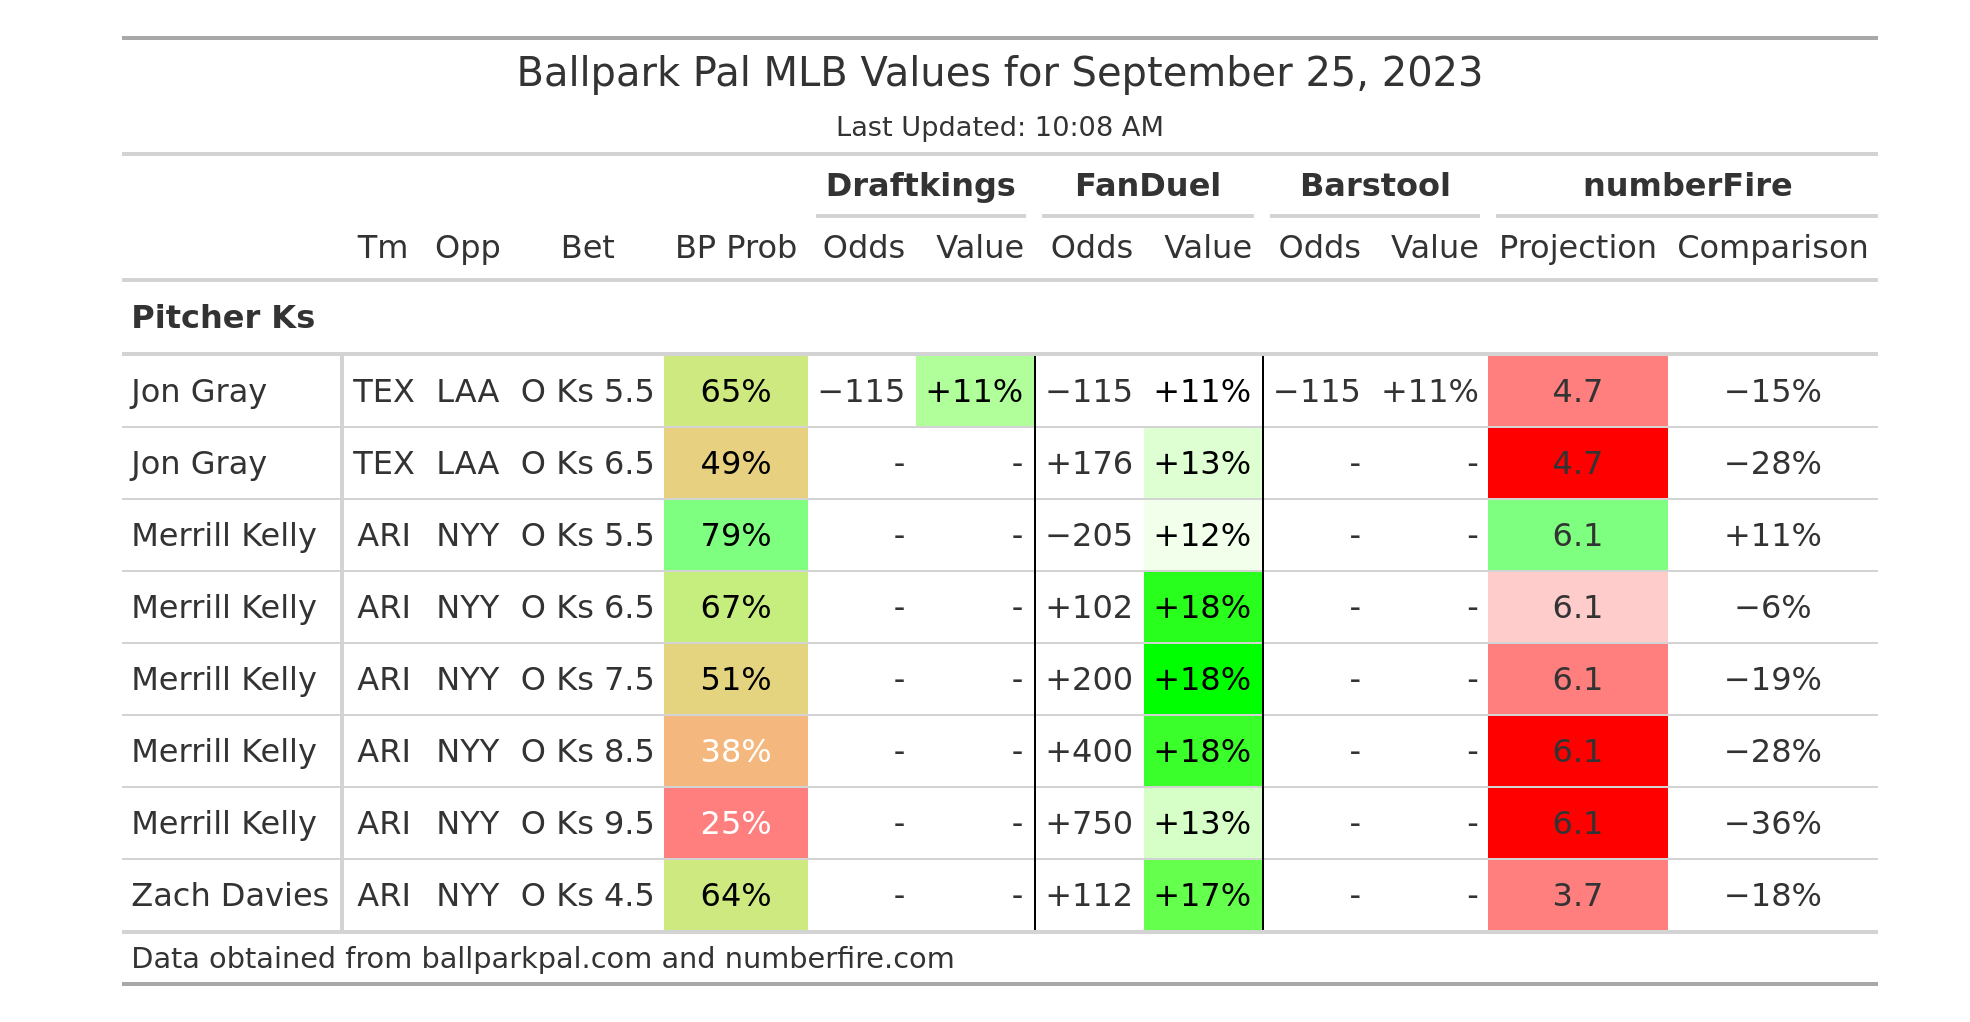 Ballpark Pal MLB Values for September 25, 2023
Last Updated: 10:08 AM
Draftkings FanDuel Barstool numberFire
Tm Opp Bet BP Prob Odds Value Odds Value Odds Value Projection Comparison
Pitcher Ks
Jon Gray TEX LAA O Ks 5.5 65% −115 +11% −115 +11% −115 +11% 4.7 −15%
Jon Gray TEX LAA O Ks 6.5 49% - - +176 +13% - - 4.7 −28%
Merrill Kelly ARI NYY O Ks 5.5 79% - - −205 +12% - - 6.1 +11%
Merrill Kelly ARI NYY O Ks 6.5 67% - - +102 +18% - - 6.1 −6%
Merrill Kelly ARI NYY O Ks 7.5 51% - - +200 +18% - - 6.1 −19%
Merrill Kelly ARI NYY O Ks 8.5 38% - - +400 +18% - - 6.1 −28%
Merrill Kelly ARI NYY O Ks 9.5 25% - - +750 +13% - - 6.1 −36%
Zach Davies ARI NYY O Ks 4.5 64% - - +112 +17% - - 3.7 −18%
Data obtained from ballparkpal.com and numberfire.com